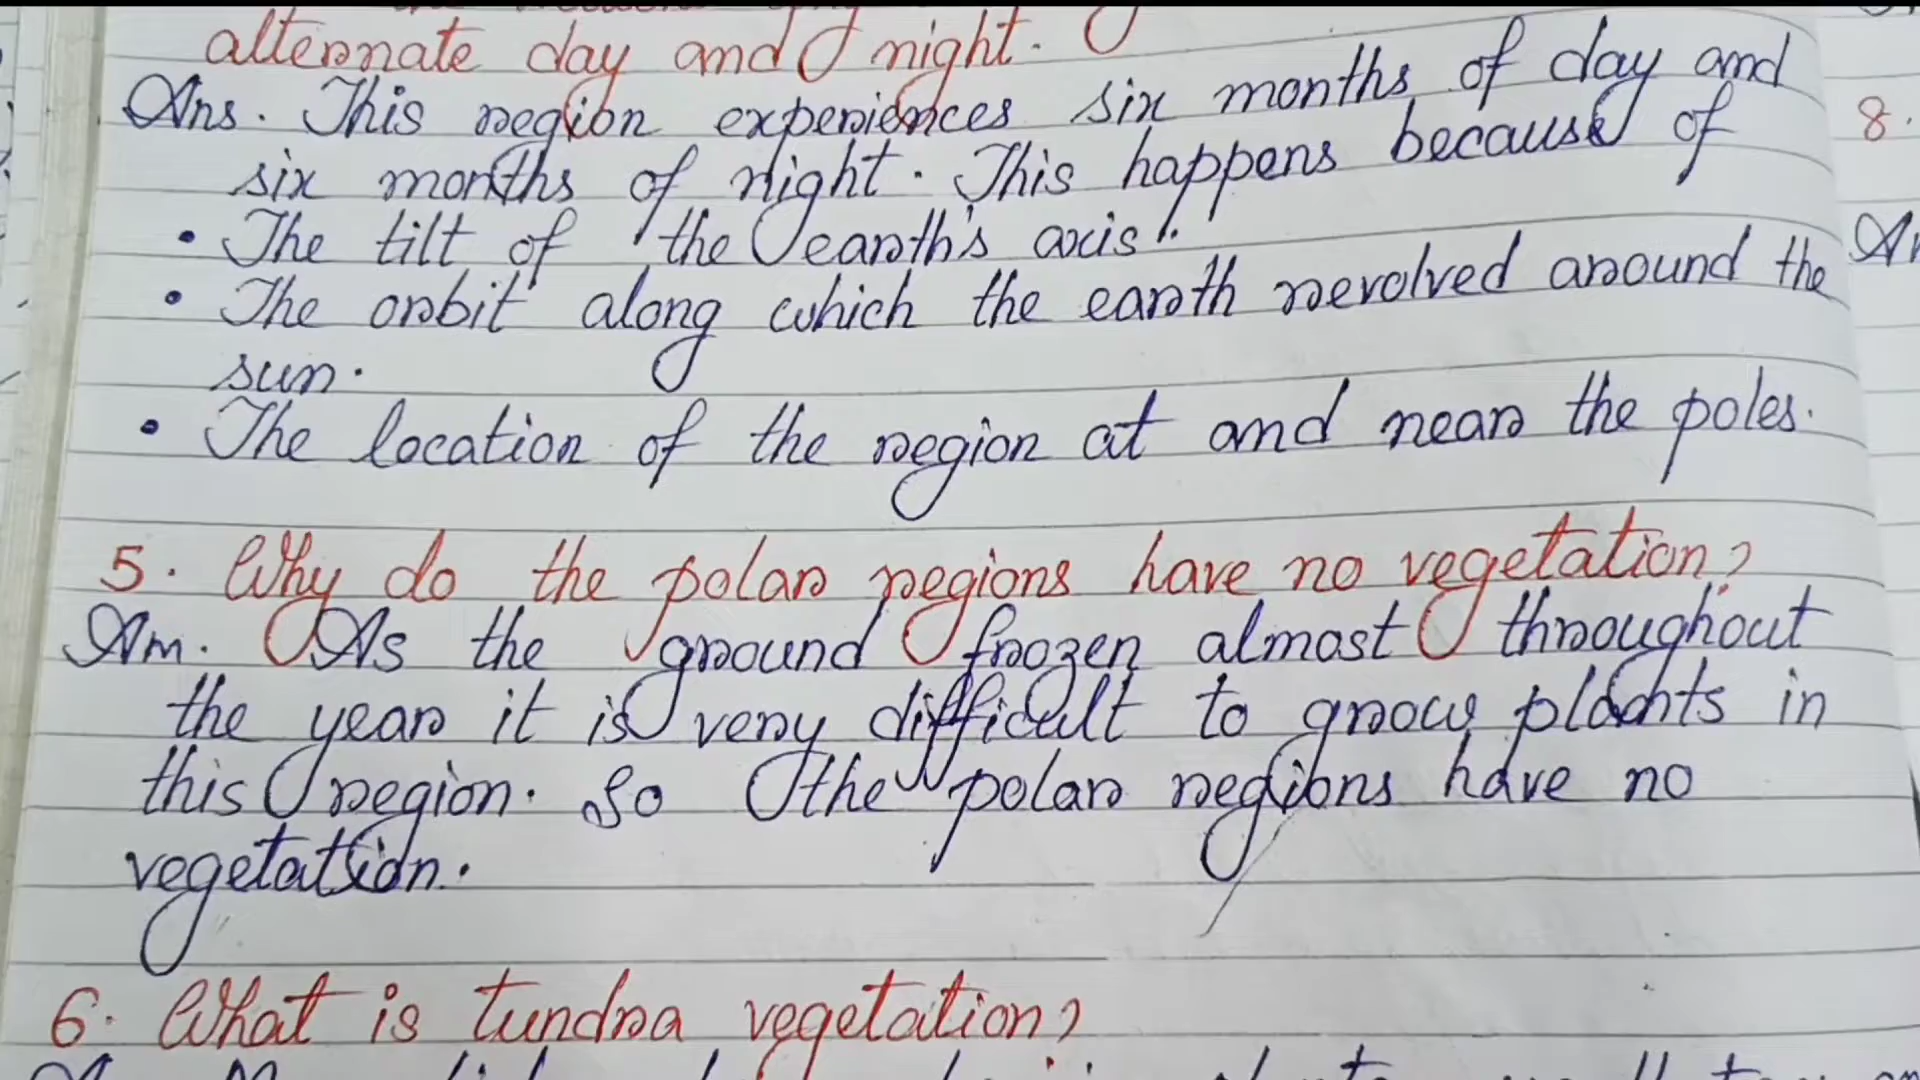 alternate day and night.
Ans. This region experiences six months of day and
six months of night. This happens because of
• The tilt of the earth's axis.
• The orbit along which the earth revolved around the
sun.
• The location of the region at and near the poles.
5. Why do the polar regions have no vegetation?
Ans. As the ground frozen almost throughout
the year it is very difficult to grow plants in
this region. So the polar regions have no
vegetation.
6. What is tundra vegetation?
8.